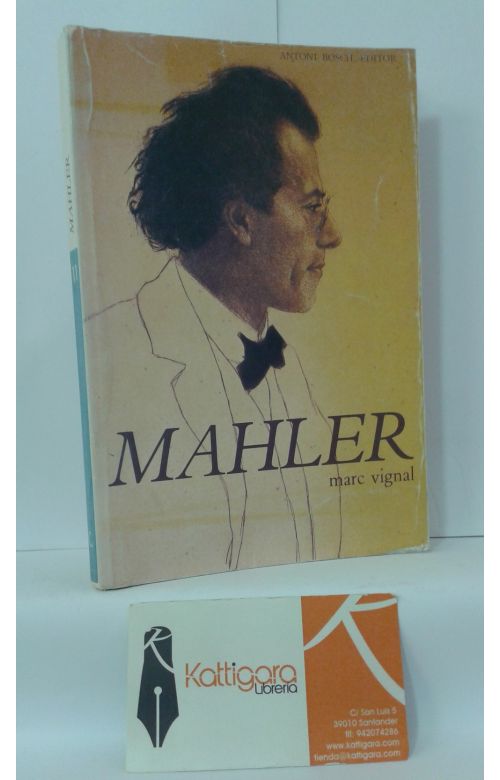 ANTONI BOSCH, EDITOR
MAHLER
11
MAHLER
marc vignal
Kattigara
Librería
C/ San Luis 5
39010 Santander
tlf: 942074286
www.kattigara.com
tienda@kattigara.com